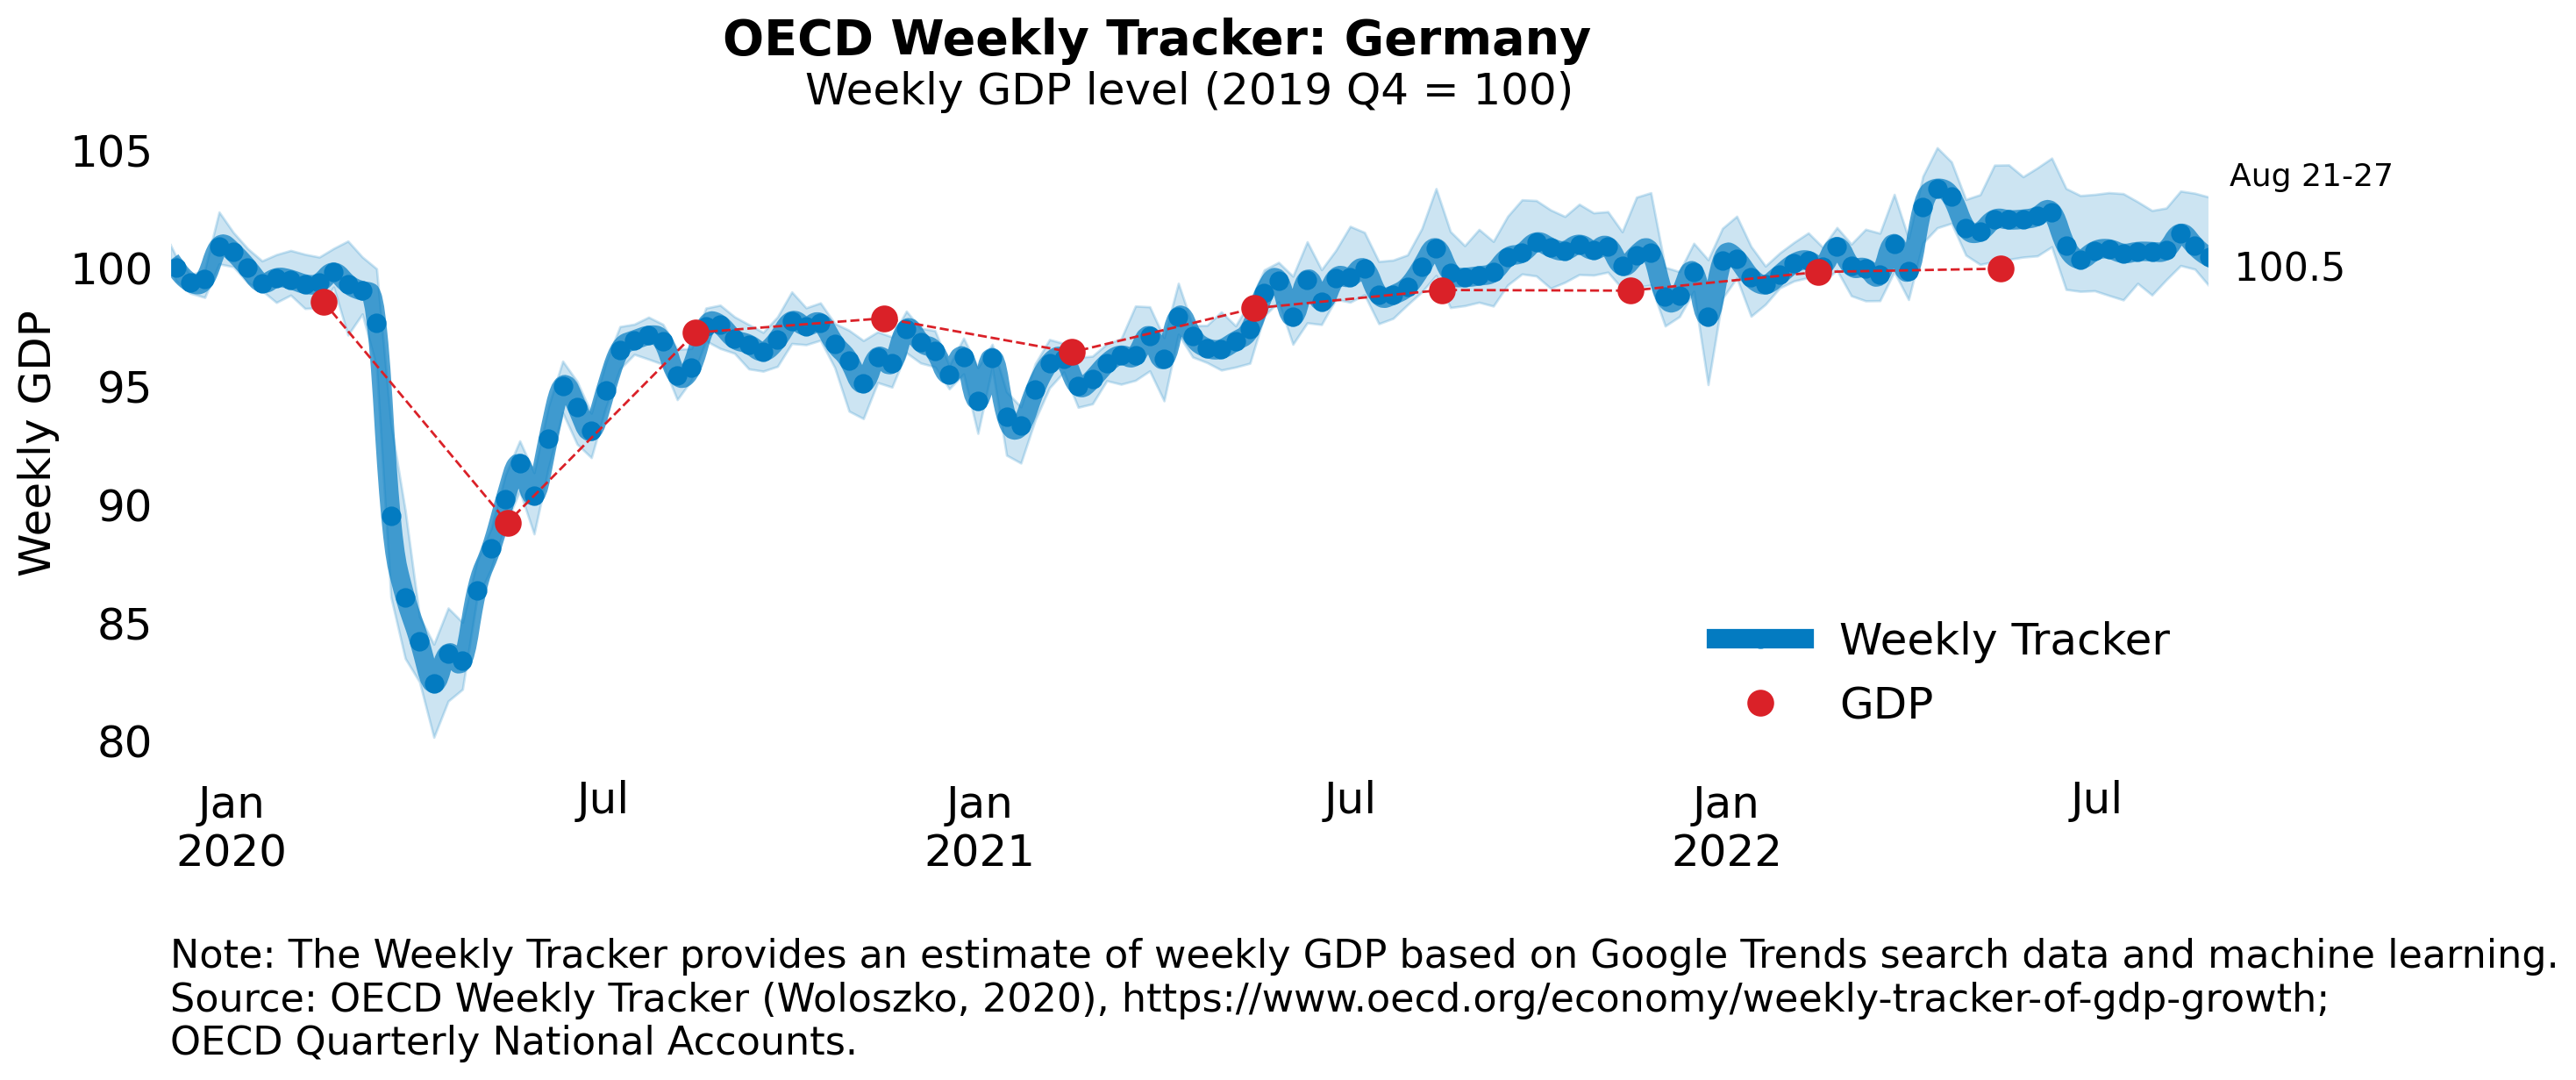 OECD Weekly Tracker: Germany
Weekly GDP level (2019 Q4 = 100)
Weekly GDP
105
100
95
90
85
80
Aug 21-27
100.5
Weekly Tracker
GDP
Jan
2020
Jul
Jan
2021
Jul
Jan
2022
Jul
Note: The Weekly Tracker provides an estimate of weekly GDP based on Google Trends search data and machine learning.
Source: OECD Weekly Tracker (Woloszko, 2020), https://www.oecd.org/economy/weekly-tracker-of-gdp-growth;
OECD Quarterly National Accounts.